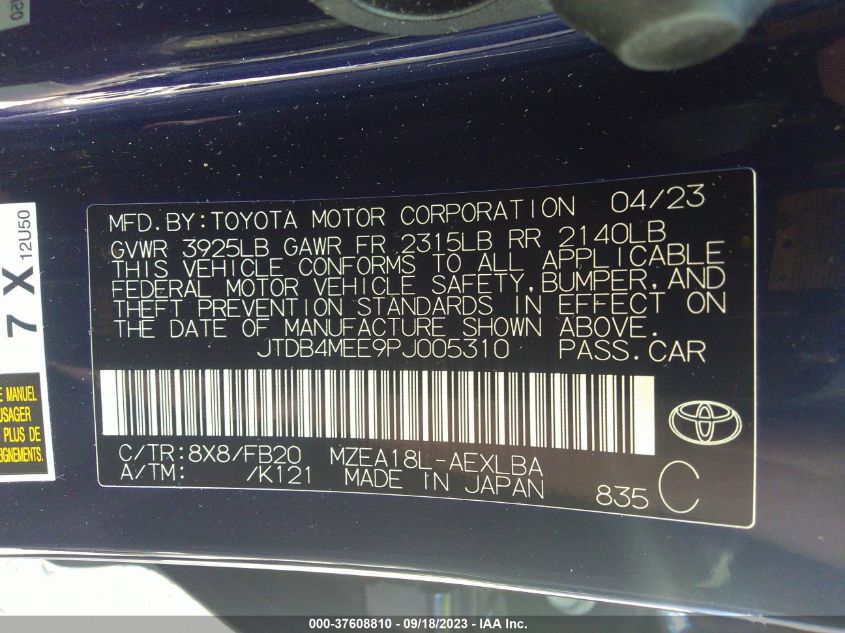 MFD.BY:TOYOTA MOTOR CORPORATION 04/23
GVWR 3925LB GAWR FR 2315LB RR 2140LB
THIS VEHICLE CONFORMS TO ALL APPLICABLE
FEDERAL MOTOR VEHICLE SAFETY,BUMPER,AND
THEFT PREVENTION STANDARDS IN EFFECT ON
THE DATE OF MANUFACTURE SHOWN ABOVE.
JTDB4MEE9PJ005310 PASS.CAR
C/TR:8X8/FB20 MZEA18L-AEXLBA
A/TM: /K121 MADE IN JAPAN 835 C
7 X
12U50
MANUEL
USAGER
PLUS DE
000-37608810 / 09/18/2023 / IAA Inc.